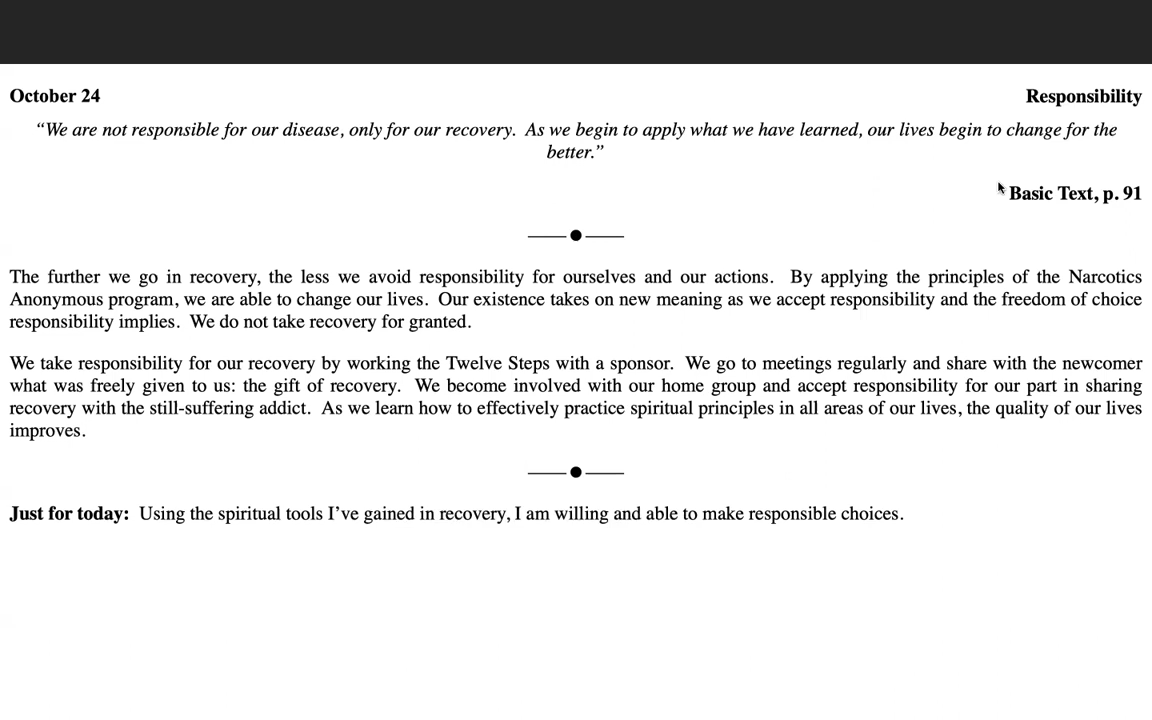 October 24
Responsibility
“We are not responsible for our disease, only for our recovery. As we begin to apply what we have learned, our lives begin to change for the
better.”
Basic Text, p. 91
The further we go in recovery, the less we avoid responsibility for ourselves and our actions. By applying the principles of the Narcotics
Anonymous program, we are able to change our lives. Our existence takes on new meaning as we accept responsibility and the freedom of choice
responsibility implies. We do not take recovery for granted.
We take responsibility for our recovery by working the Twelve Steps with a sponsor. We go to meetings regularly and share with the newcomer
what was freely given to us: the gift of recovery. We become involved with our home group and accept responsibility for our part in sharing
recovery with the still-suffering addict. As we learn how to effectively practice spiritual principles in all areas of our lives, the quality of our lives
improves.
Just for today: Using the spiritual tools I’ve gained in recovery, I am willing and able to make responsible choices.